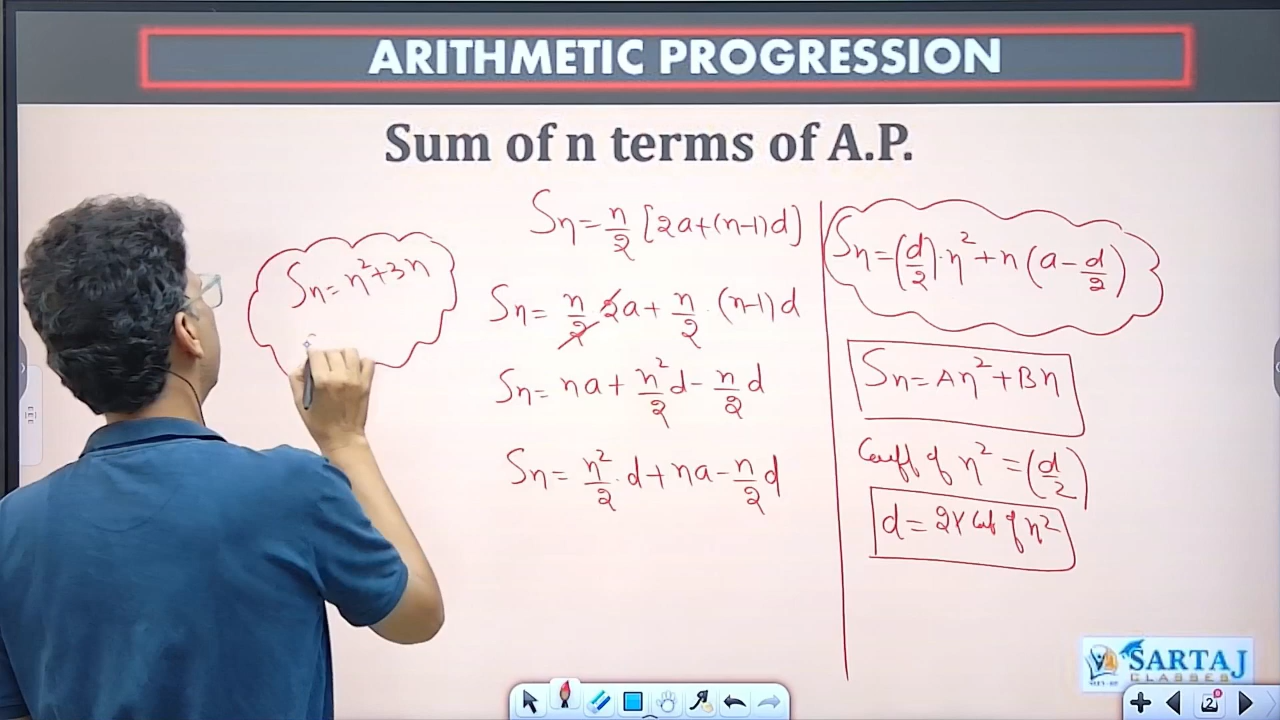 ARITHMETIC PROGRESSION
Sum of n terms of A.P.
Sn = n² + 3n
Sn = n/2 [2a + (n-1)d]
Sn = n/2 2a + n/2 · (n-1)d
Sn = na + n²/2 d - n/2 d
Sn = n²/2 · d + na - n/2 d
Sn = (d/2) · n² + n (a - d/2)
Sn = An² + Bn
Coeff of n² = (d/2)
d = 2 × Coef of n²
SARTAJ
CLASSES
2